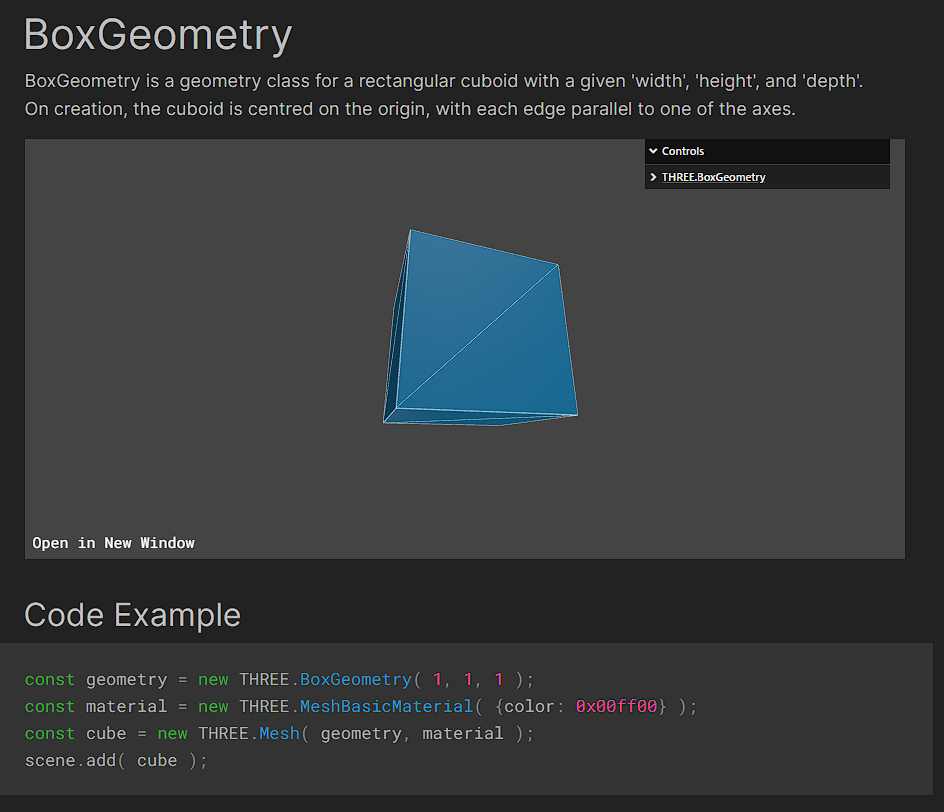 BoxGeometry
BoxGeometry is a geometry class for a rectangular cuboid with a given 'width', 'height', and 'depth'.
On creation, the cuboid is centred on the origin, with each edge parallel to one of the axes.
Controls
THREE.BoxGeometry
Open in New Window
Code Example
const geometry = new THREE.BoxGeometry( 1, 1, 1 );
const material = new THREE.MeshBasicMaterial( {color: 0x00ff00} );
const cube = new THREE.Mesh( geometry, material );
scene.add( cube );